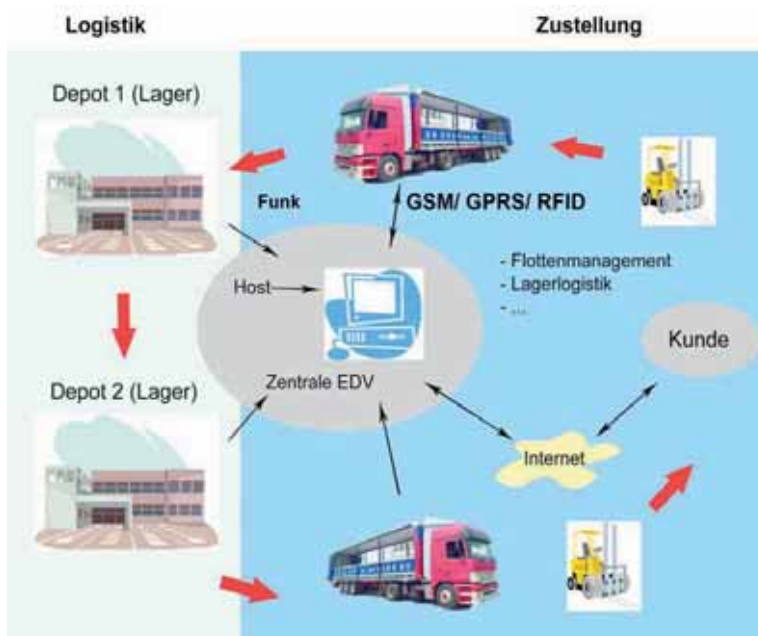 Logistik
Zustellung
Depot 1 (Lager)
Funk
GSM/ GPRS/ RFID
- Flottenmanagement
- Lagerlogistik
- ...
Host
Kunde
Zentrale EDV
Depot 2 (Lager)
Internet